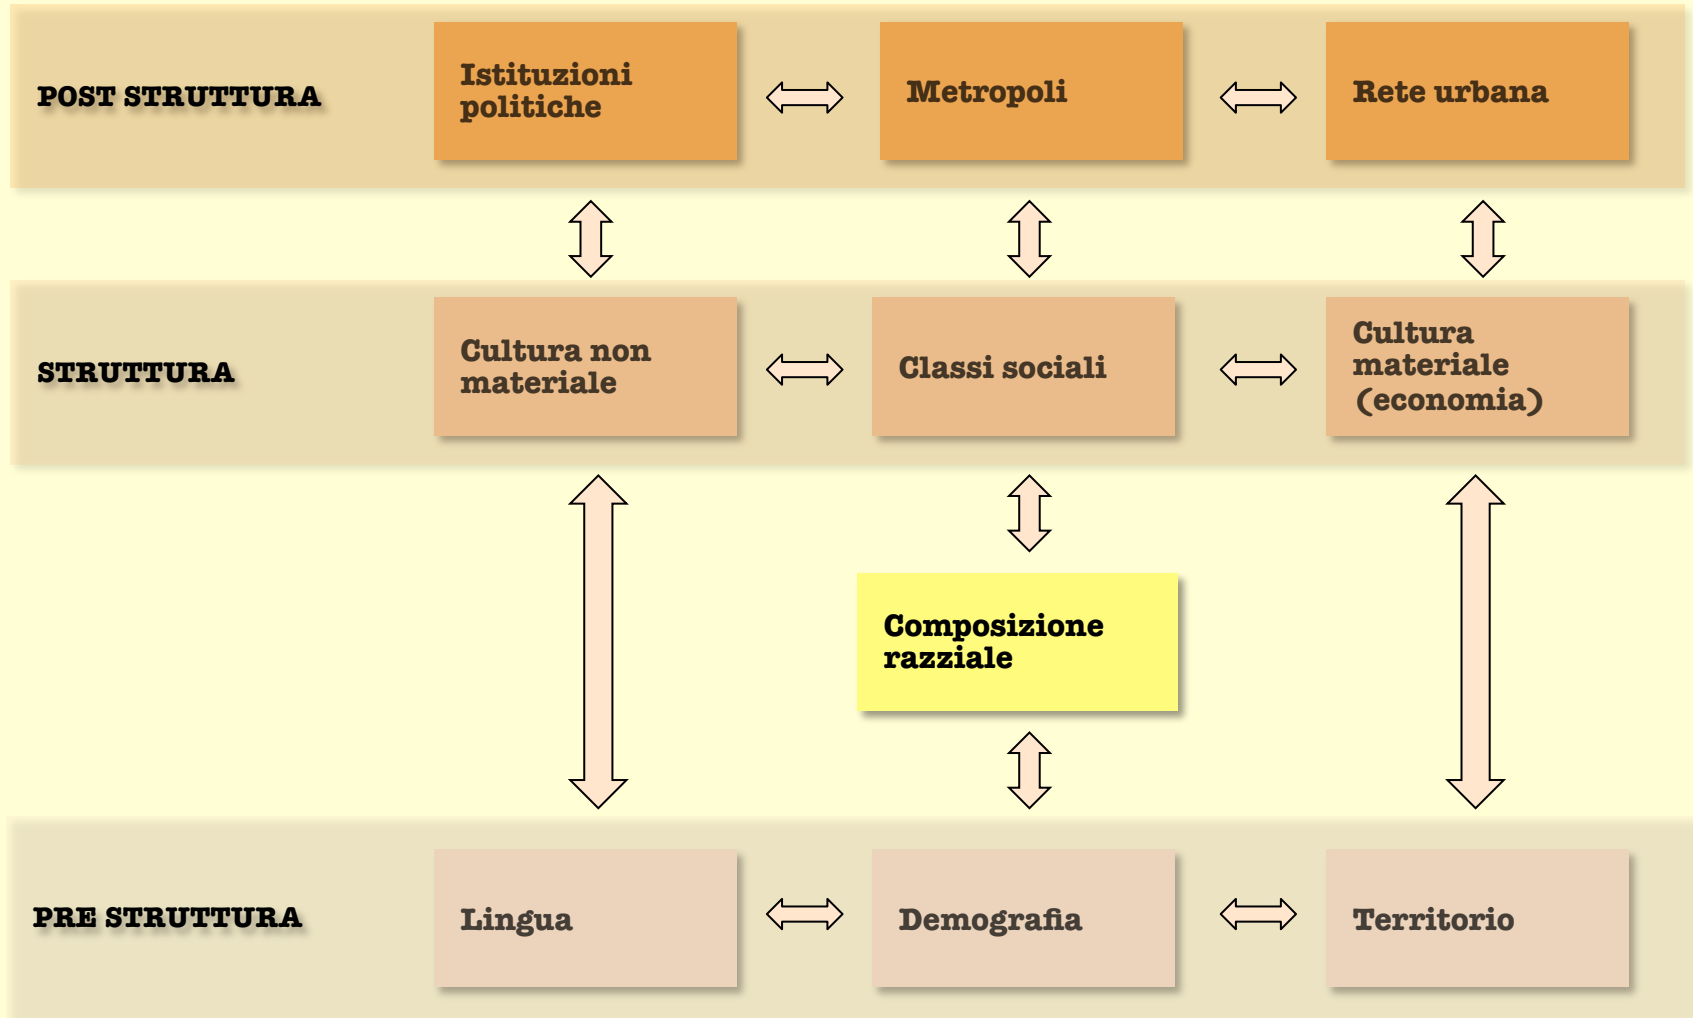 POST STRUTTURA
Istituzioni
politiche
Metropoli
Rete urbana
STRUTTURA
Cultura non
materiale
Classi sociali
Cultura
materiale
(economia)
Composizione
razziale
PRE STRUTTURA
Lingua
Demografia
Territorio